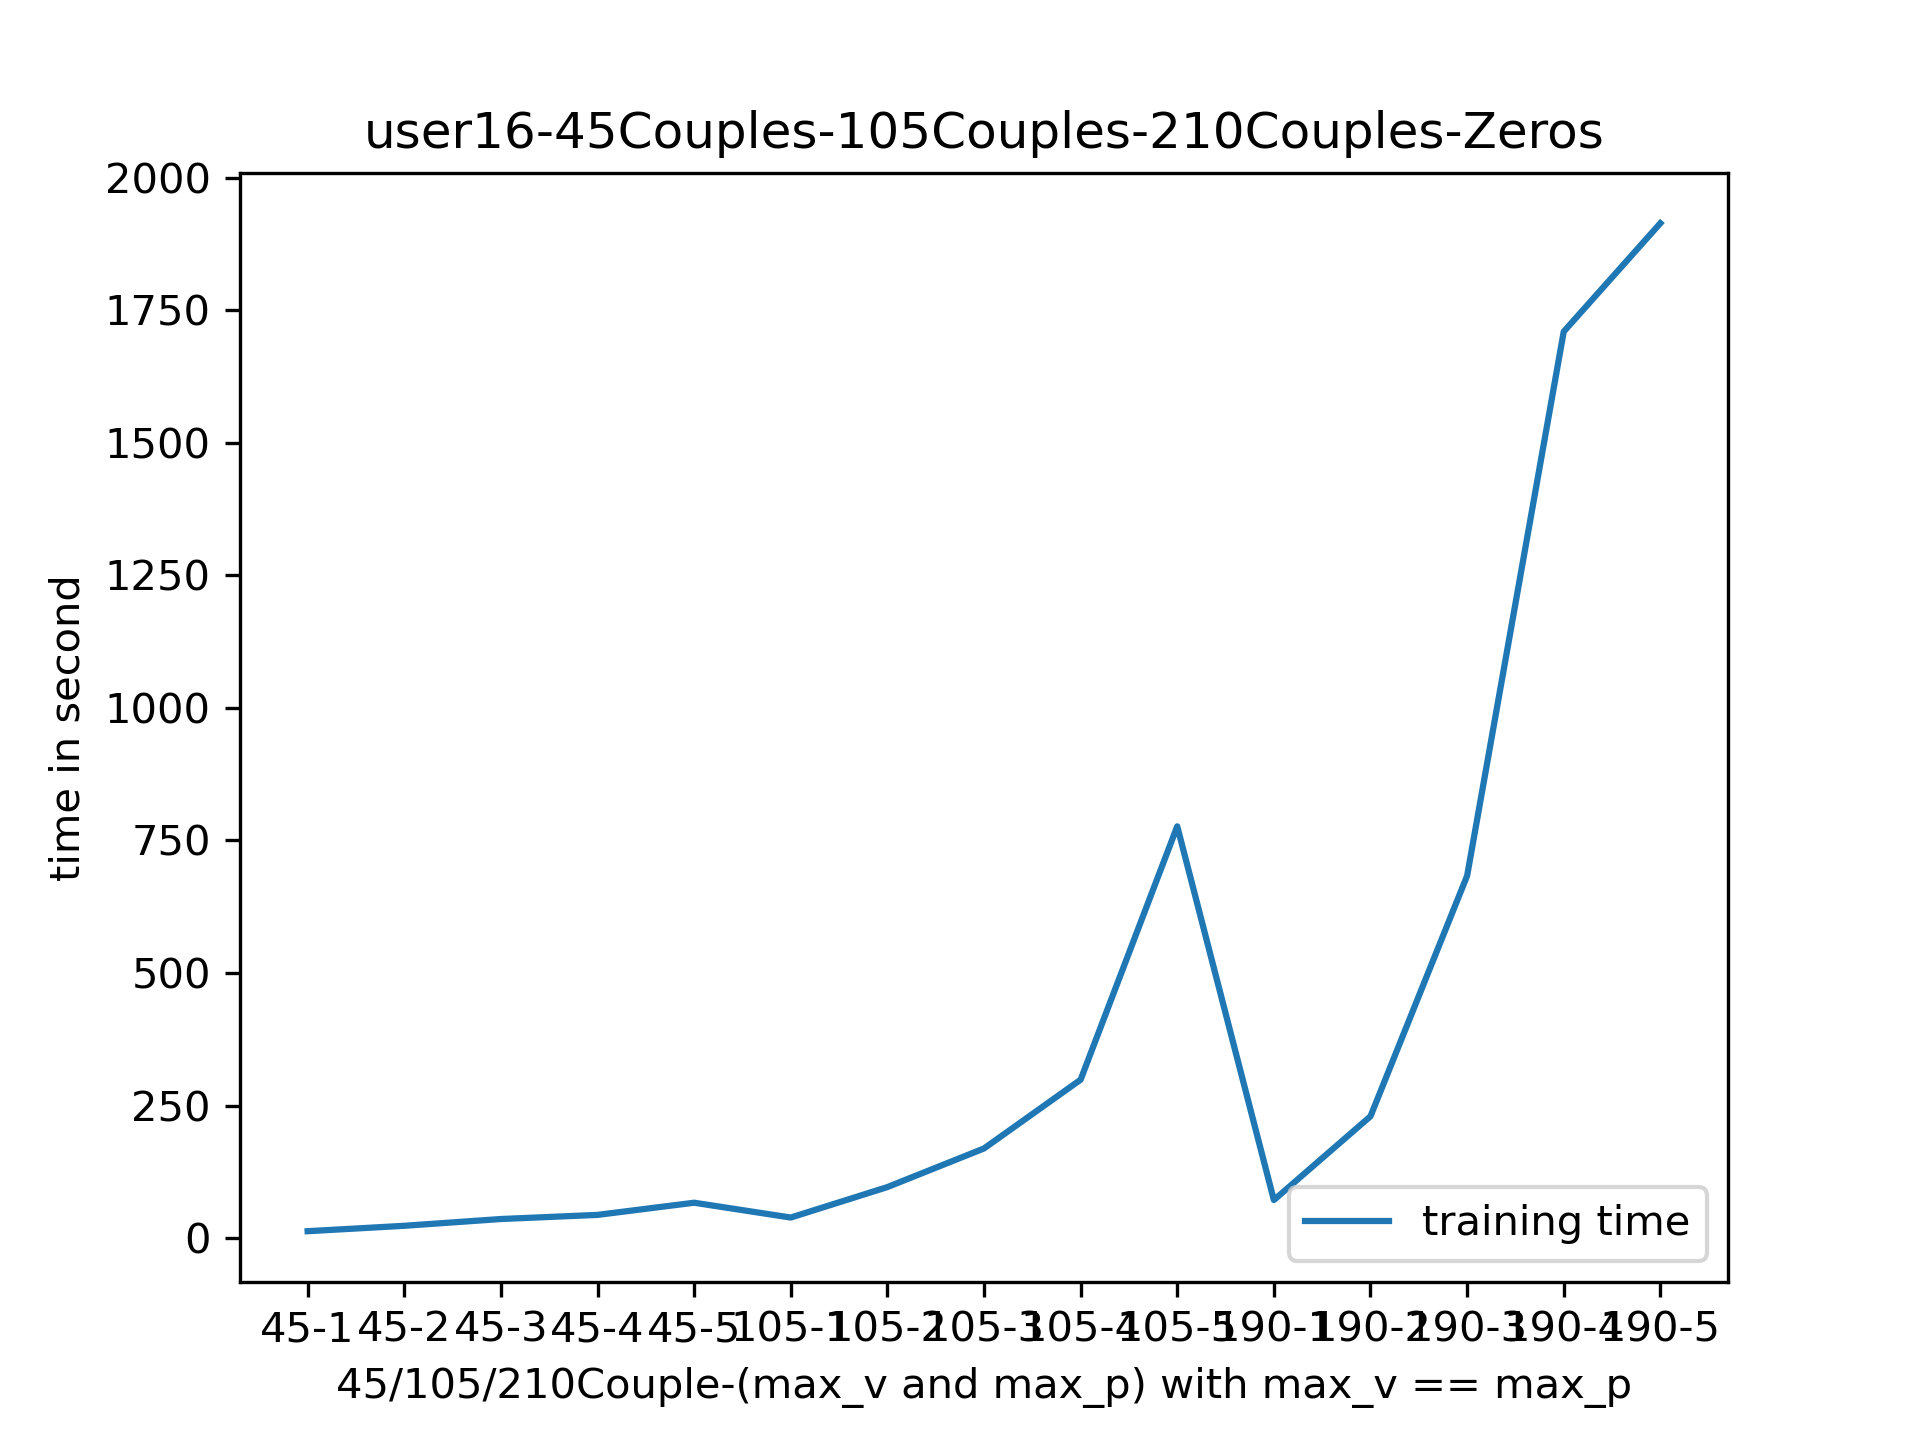 user16-45Couples-105Couples-210Couples-Zeros
2000
1750
1500
1250
1000
750
500
250
0
time in second
training time
45-1 45-2 45-3 45-4 45-5 105-1 105-2 105-3 105-4 105-5 190-1 190-2 190-3 190-4 190-5
45/105/210Couple-(max_v and max_p) with max_v == max_p